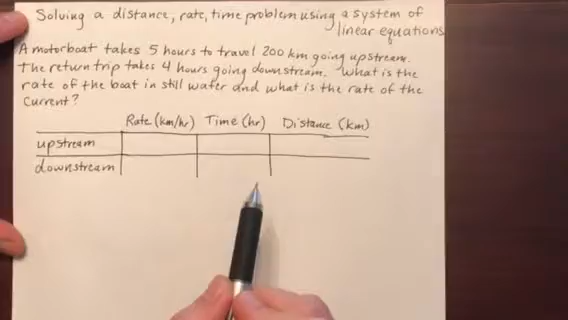 Solving a distance, rate, time problem using a system of
linear equations
A motorboat takes 5 hours to travel 200 km going upstream.
The return trip takes 4 hours going downstream. What is the
rate of the boat in still water and what is the rate of the
current?
Rate (km/hr) Time (hr) Distance (km)
upstream
downstream